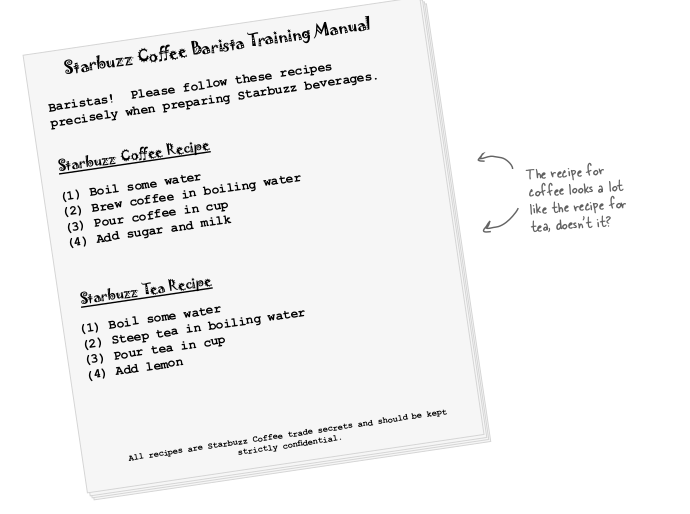 Starbuzz Coffee Barista Training Manual
Baristas!  Please follow these recipes
precisely when preparing Starbuzz beverages.
Starbuzz Coffee Recipe
(1) Boil some water
(2) Brew coffee in boiling water
(3) Pour coffee in cup
(4) Add sugar and milk
Starbuzz Tea Recipe
(1) Boil some water
(2) Steep tea in boiling water
(3) Pour tea in cup
(4) Add lemon
All recipes are Starbuzz Coffee trade secrets and should be kept
strictly confidential.
The recipe for
coffee looks a lot
like the recipe for
tea, doesn't it?